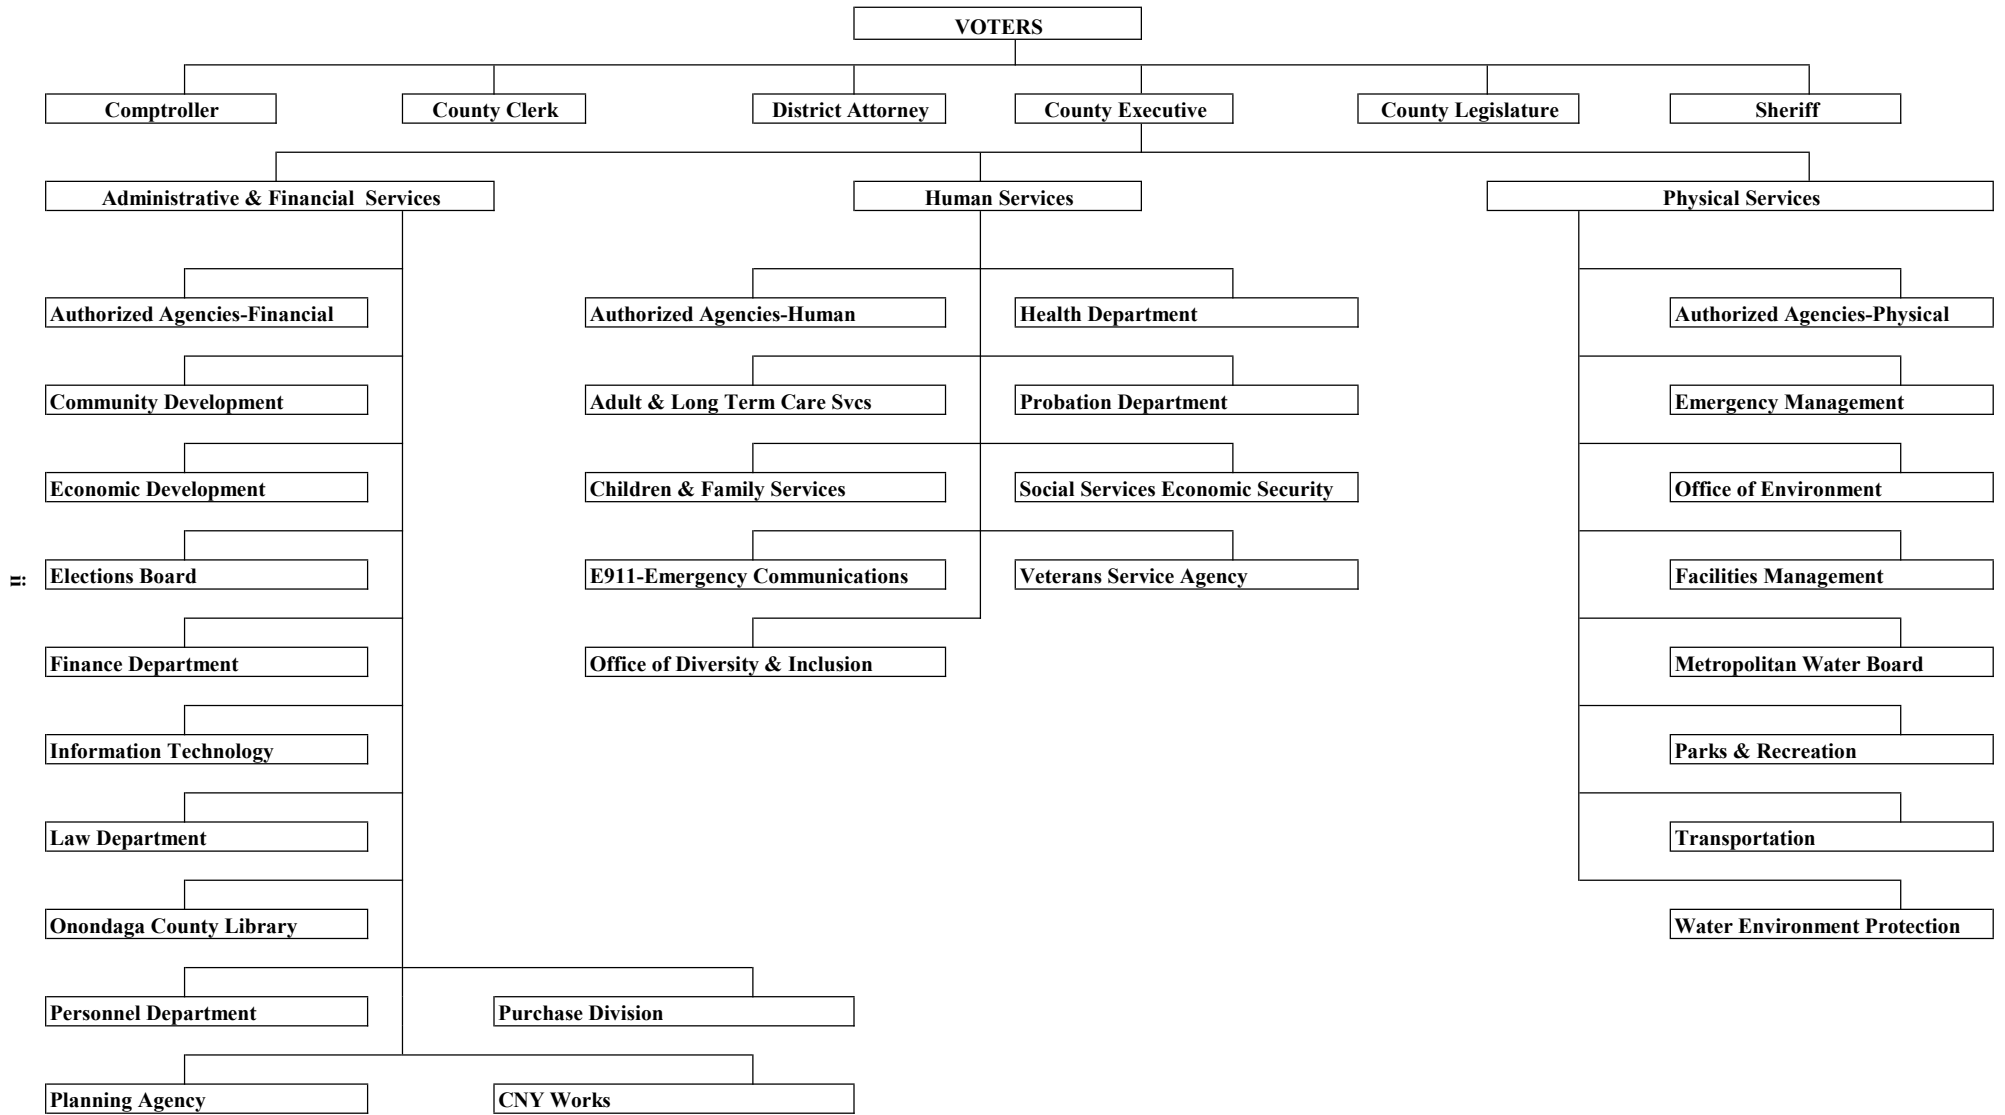 VOTERS
Comptroller
County Clerk
District Attorney
County Executive
County Legislature
Sheriff
Administrative & Financial Services
Human Services
Physical Services
Authorized Agencies-Financial
Authorized Agencies-Human
Health Department
Authorized Agencies-Physical
Community Development
Adult & Long Term Care Svcs
Probation Department
Emergency Management
Economic Development
Children & Family Services
Social Services Economic Security
Office of Environment
Elections Board
E911-Emergency Communications
Veterans Service Agency
Facilities Management
Finance Department
Office of Diversity & Inclusion
Metropolitan Water Board
Information Technology
Parks & Recreation
Law Department
Transportation
Onondaga County Library
Water Environment Protection
Personnel Department
Purchase Division
Planning Agency
CNY Works